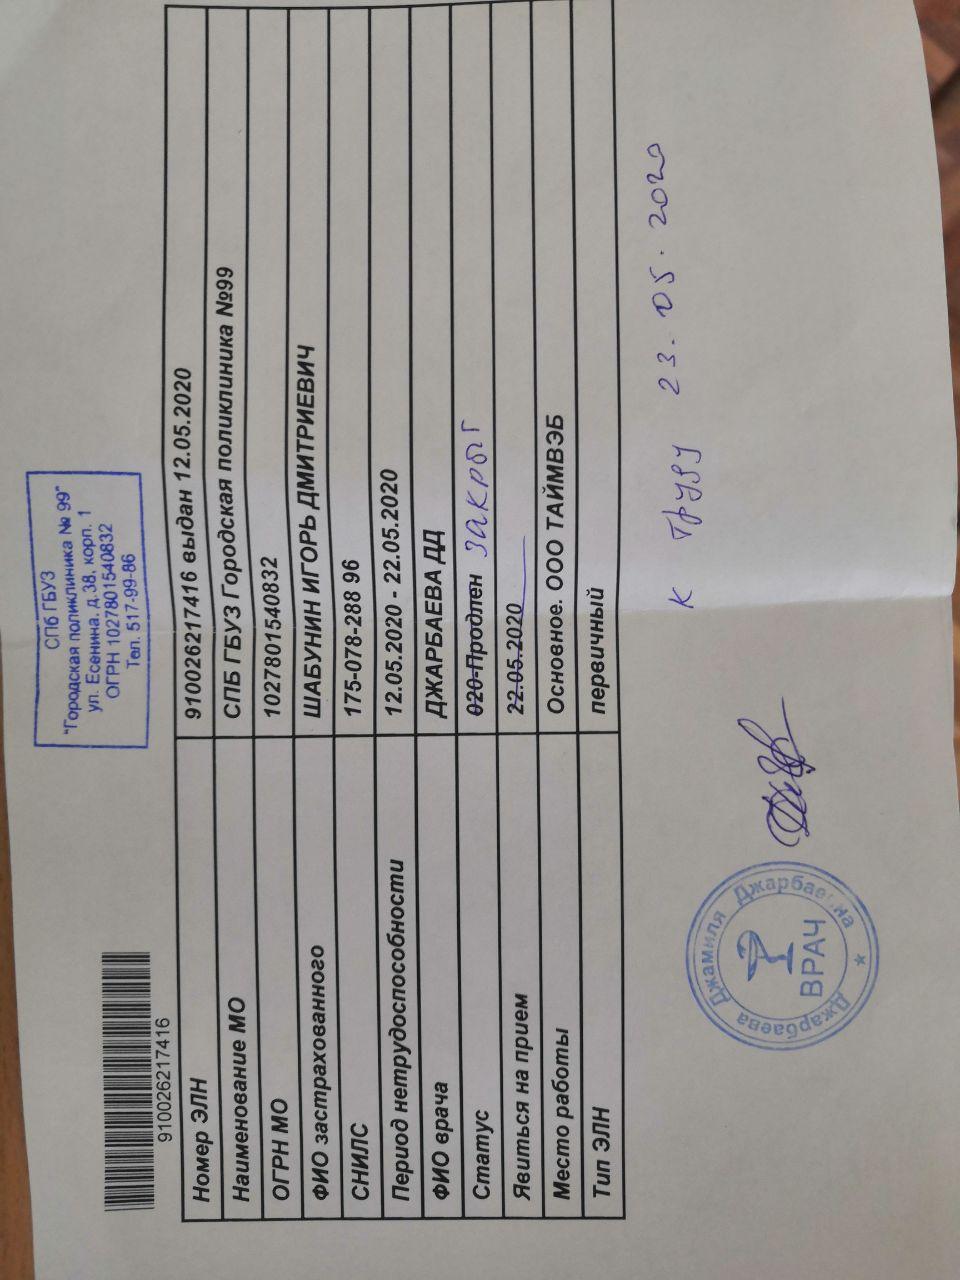 СПб ГБУЗ
"Городская поликлиника № 99"
ул. Есенина. д.38, корп. 1
ОГРН 1027801540832
Тел. 517-99-86
910026217416
Номер ЭЛН 910026217416 выдан 12.05.2020
Наименование МО СПБ ГБУЗ Городская поликлиника №99
ОГРН МО 1027801540832
ФИО застрахованного ШАБУНИН ИГОРЬ ДМИТРИЕВИЧ
СНИЛС 175-078-288 96
Период нетрудоспособности 12.05.2020 - 22.05.2020
ФИО врача ДЖАРБАЕВА ДД
Статус 020-Продлен закрыт
Явиться на прием 22.05.2020
Место работы Основное. ООО ТАЙМВЭБ
Тип ЭЛН первичный
к труду 23.05.2020
Джарбаева Джамиля Джарбаевна
ВРАЧ